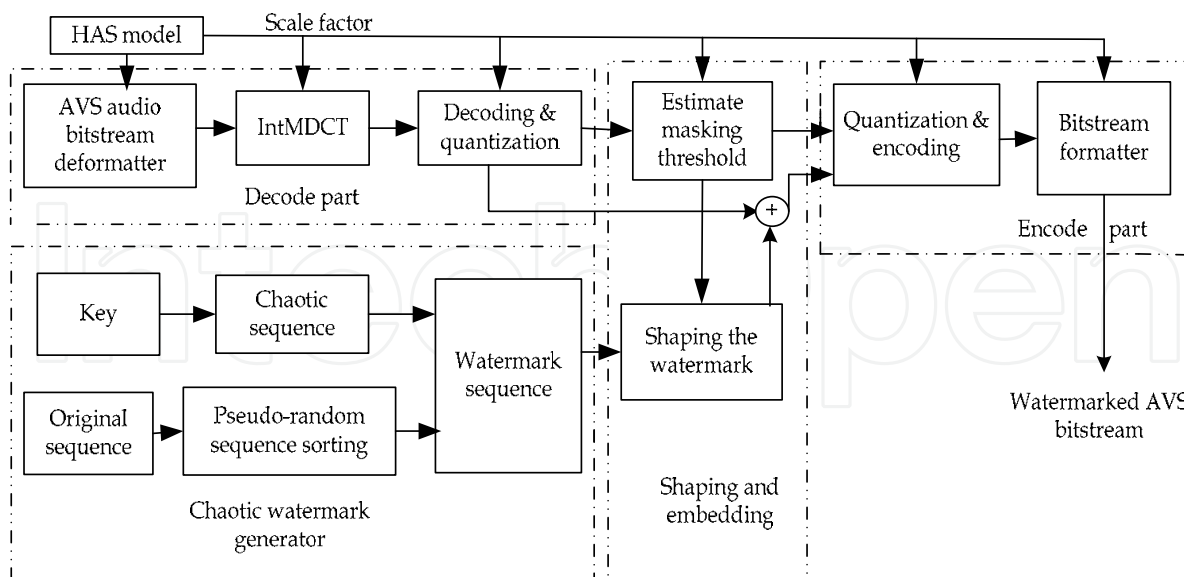 HAS model
Scale factor
AVS audio
bitstream
deformatter
IntMDCT
Decoding &
quantization
Decode part
Estimate
masking
threshold
Quantization &
encoding
Bitstream
formatter
+
Encode part
Key
Chaotic
sequence
Original
sequence
Pseudo-random
sequence sorting
Watermark
sequence
Chaotic watermark
generator
Shaping the
watermark
Shaping and
embedding
Watermarked AVS
bitstream